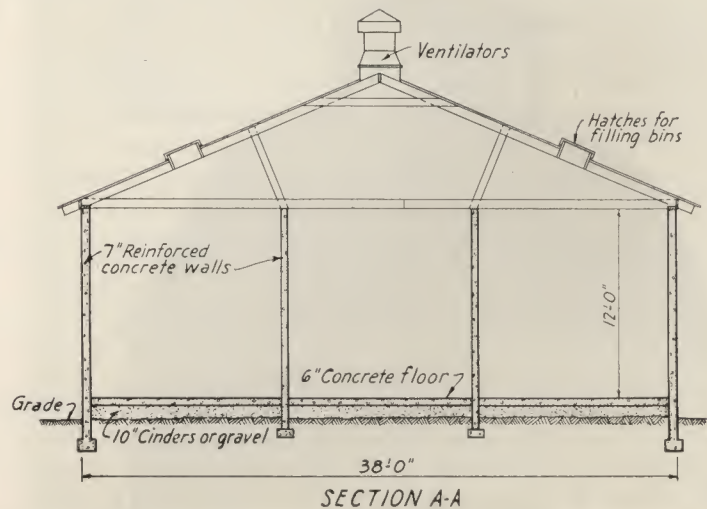 Ventilators
Hatches for
filling bins
7" Reinforced
concrete walls
12'-0"
6" Concrete floor
Grade
10" Cinders or gravel
38'-0"
SECTION A-A